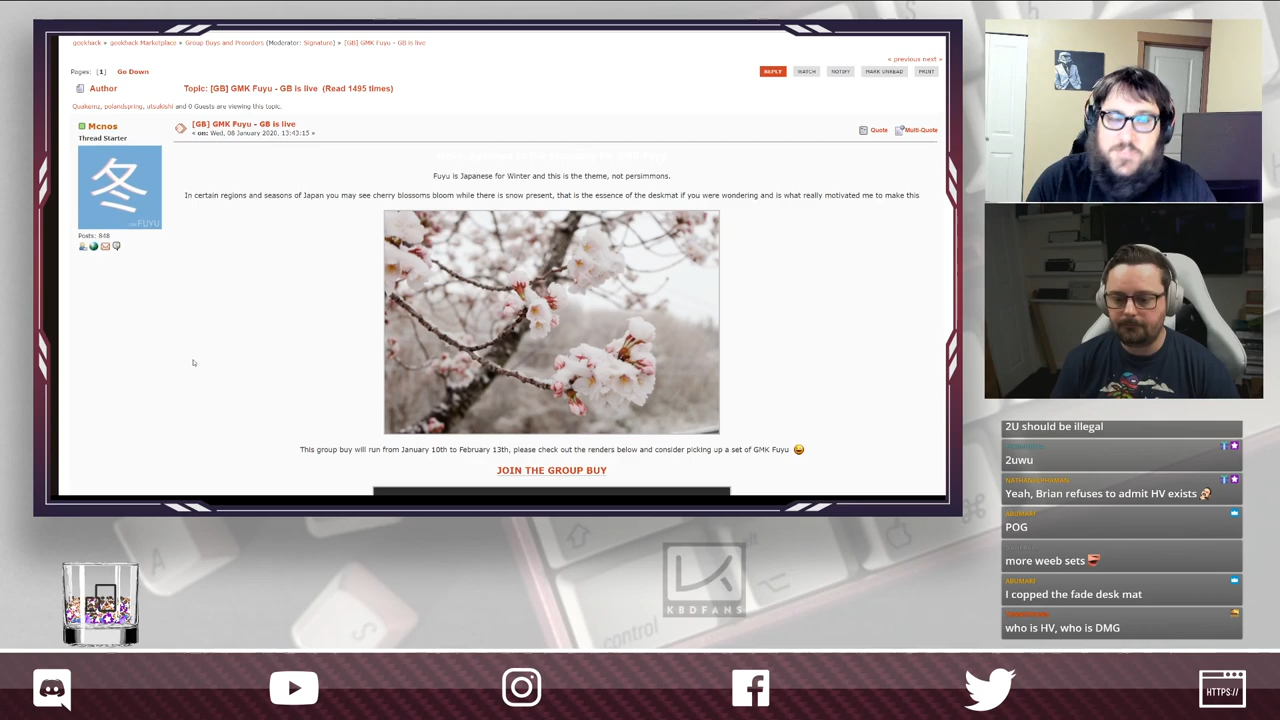 geekhack » geekhack Marketplace » Group Buys and Preorders (Moderator: Signature) » [GB] GMK Fuyu - GB is live
« previous next »
Pages: [1] Go Down
REPLY WATCH NOTIFY MARK UNREAD PRINT
Author Topic: [GB] GMK Fuyu - GB is live (Read 1495 times)
Quakemz, polandspring, utsukishi and 0 Guests are viewing this topic.
Mcnos
Thread Starter
冬
FUYU
Posts: 848
[GB] GMK Fuyu - GB is live
« on: Wed, 08 January 2020, 13:43:15 »
Quote Multi-Quote
Fuyu is Japanese for Winter and this is the theme, not persimmons.
In certain regions and seasons of Japan you may see cherry blossoms bloom while there is snow present, that is the essence of the deskmat if you were wondering and is what really motivated me to make this
This group buy will run from January 10th to February 13th, please check out the renders below and consider picking up a set of GMK Fuyu
JOIN THE GROUP BUY
2U should be illegal
2uwu
Yeah, Brian refuses to admit HV exists
ABUMARF
POG
more weeb sets
ABUMARF
I copped the fade desk mat
who is HV, who is DMG
KBDFANS
A
control
HTTPS://